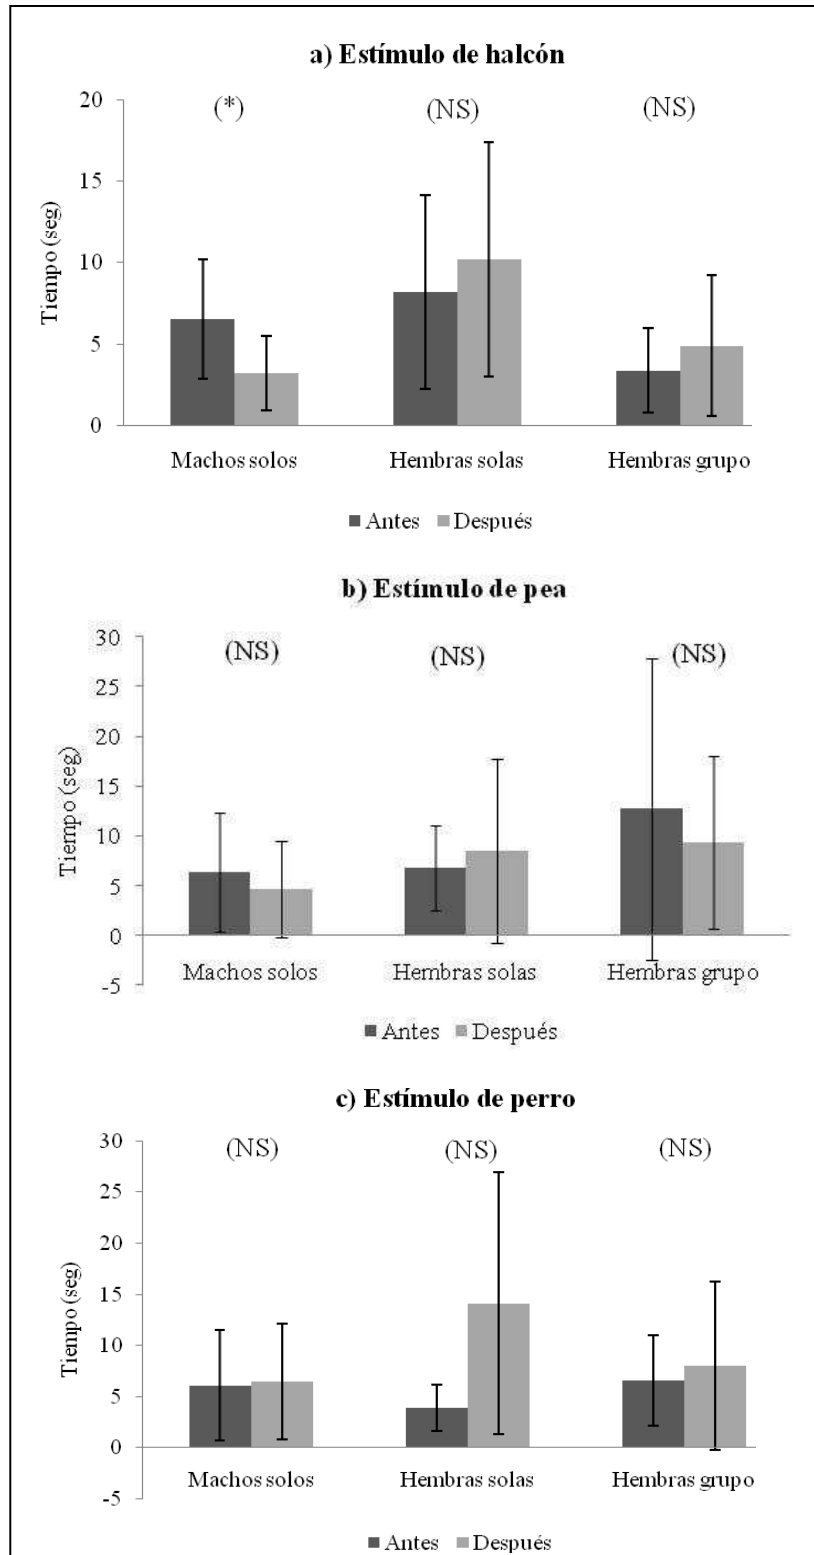 a) Estímulo de halcón
(*) (NS) (NS)
20
15
10
5
0
Tiempo (seg)
Machos solos Hembras solas Hembras grupo
Antes Después
b) Estímulo de pea
(NS) (NS) (NS)
30
25
20
15
10
5
0
-5
Tiempo (seg)
Machos solos Hembras solas Hembras grupo
Antes Después
c) Estímulo de perro
(NS) (NS) (NS)
30
25
20
15
10
5
0
-5
Tiempo (seg)
Machos solos Hembras solas Hembras grupo
Antes Después